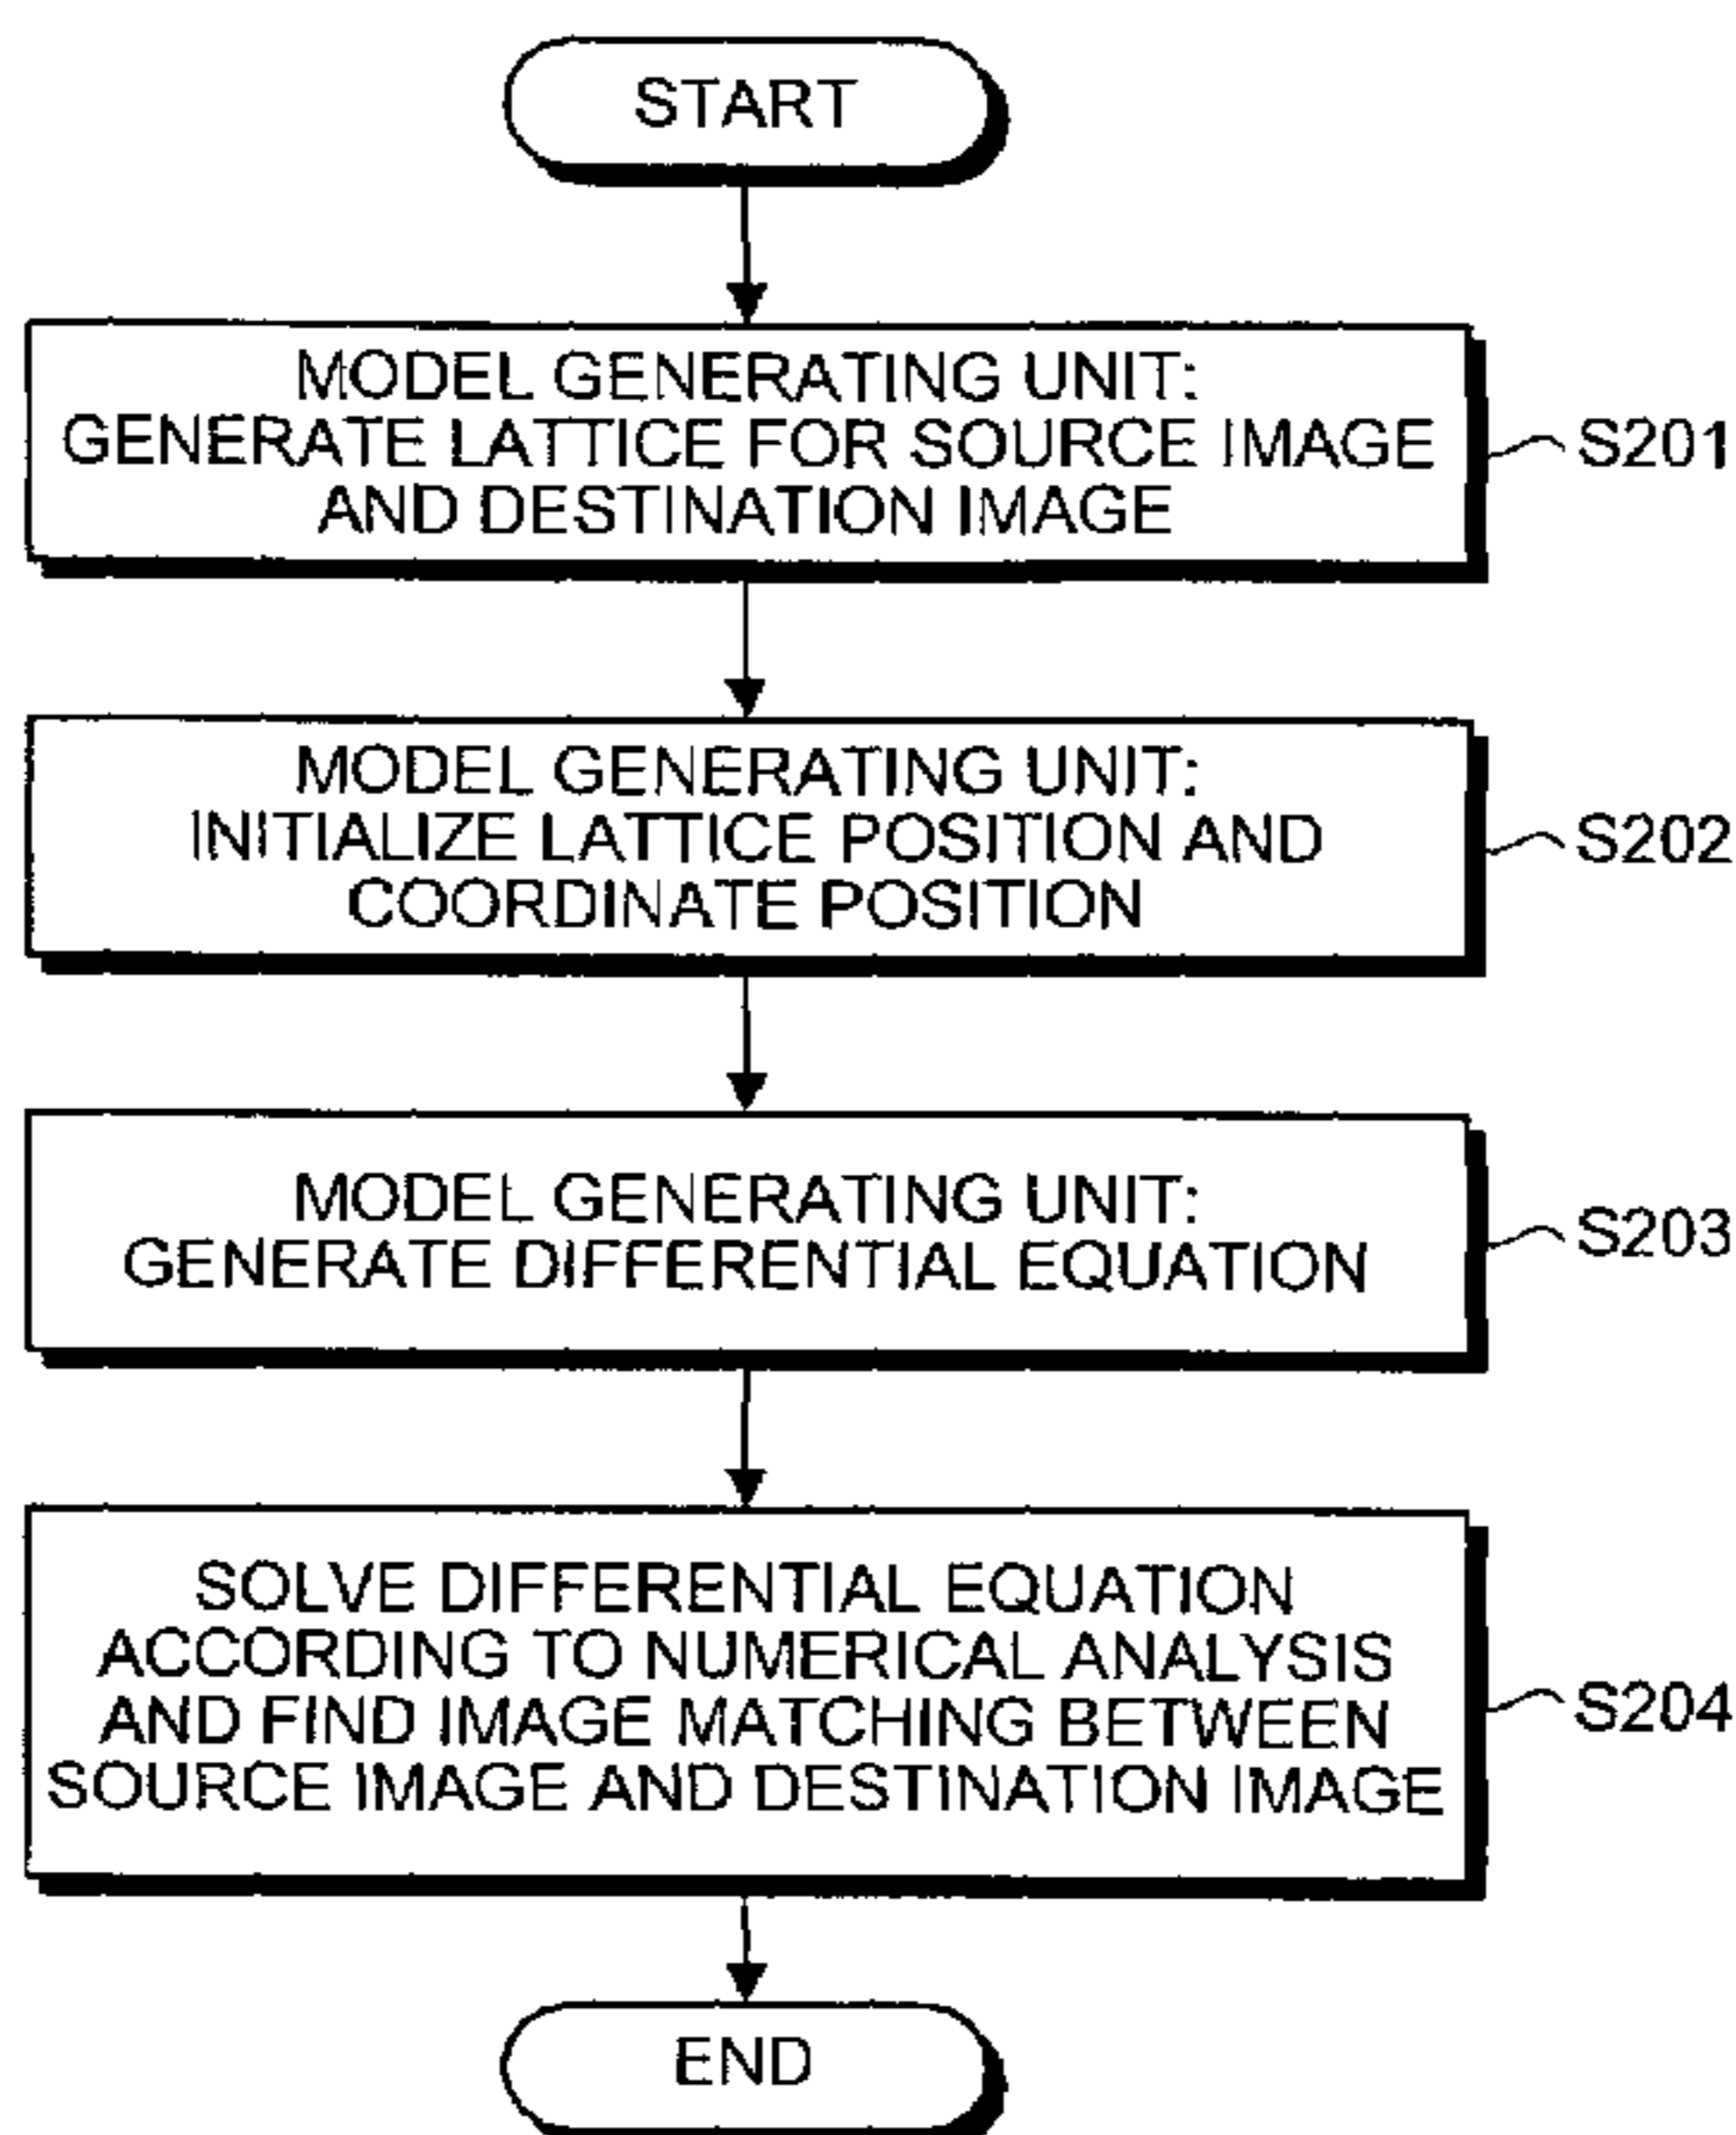 START
MODEL GENERATING UNIT:
GENERATE LATTICE FOR SOURCE IMAGE
AND DESTINATION IMAGE
S201
MODEL GENERATING UNIT:
INITIALIZE LATTICE POSITION AND
COORDINATE POSITION
S202
MODEL GENERATING UNIT:
GENERATE DIFFERENTIAL EQUATION
S203
SOLVE DIFFERENTIAL EQUATION
ACCORDING TO NUMERICAL ANALYSIS
AND FIND IMAGE MATCHING BETWEEN
SOURCE IMAGE AND DESTINATION IMAGE
S204
END